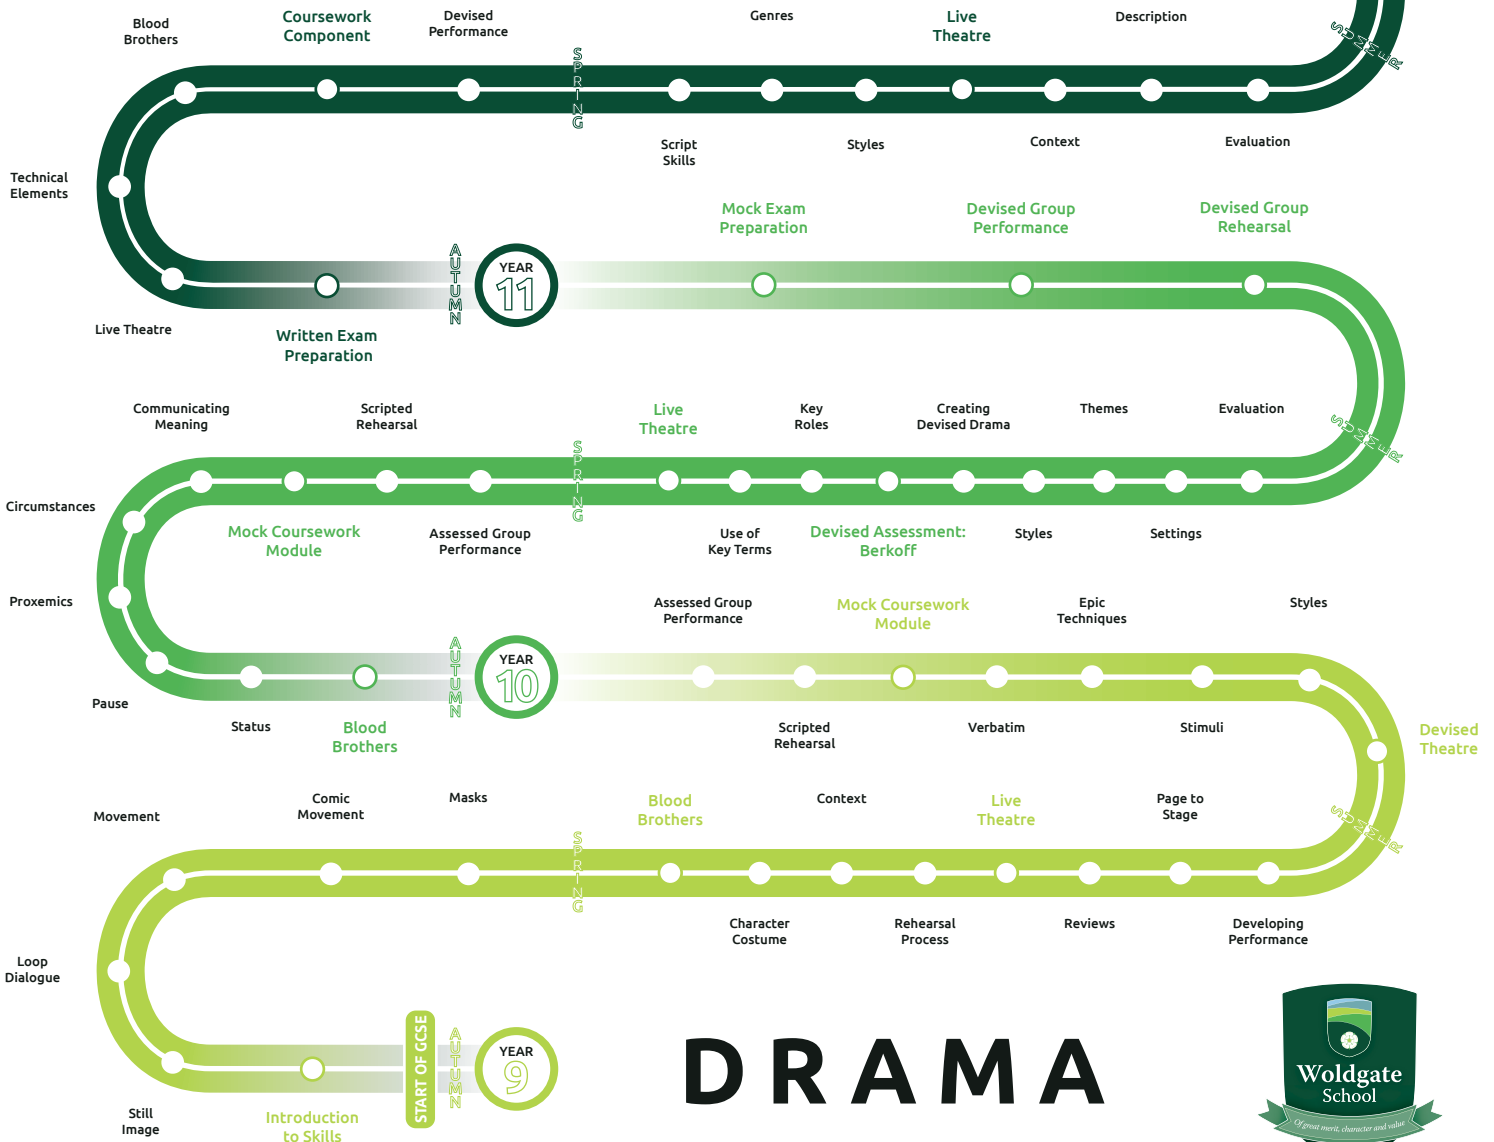 Blood
Brothers
Coursework
Component
Devised
Performance
Genres
Live
Theatre
Description
SUMMER
SPRING
Script
Skills
Styles
Context
Evaluation
Technical
Elements
Mock Exam
Preparation
Devised Group
Performance
Devised Group
Rehearsal
AUTUMN
YEAR
11
Live Theatre
Written Exam
Preparation
Communicating
Meaning
Scripted
Rehearsal
Live
Theatre
Key
Roles
Creating
Devised Drama
Themes
Evaluation
SUMMER
SPRING
Circumstances
Mock Coursework
Module
Assessed Group
Performance
Use of
Key Terms
Devised Assessment:
Berkoff
Styles
Settings
Proxemics
Assessed Group
Performance
Mock Coursework
Module
Epic
Techniques
Styles
AUTUMN
YEAR
10
Pause
Status
Blood
Brothers
Scripted
Rehearsal
Verbatim
Stimuli
Devised
Theatre
Movement
Comic
Movement
Masks
Blood
Brothers
Context
Live
Theatre
Page to
Stage
SUMMER
SPRING
Character
Costume
Rehearsal
Process
Reviews
Developing
Performance
Loop
Dialogue
START OF GCSE
AUTUMN
YEAR
9
Still
Image
Introduction
to Skills
DRAMA
Woldgate
School
Of great merit, character and value